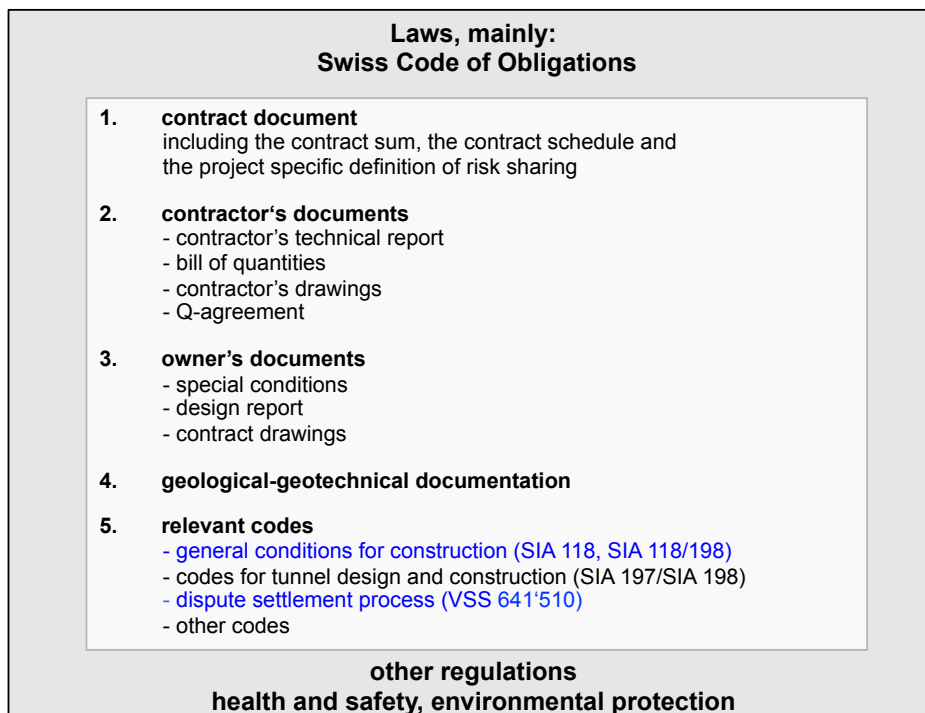 Laws, mainly:
Swiss Code of Obligations
1. contract document
including the contract sum, the contract schedule and
the project specific definition of risk sharing
2. contractor‘s documents
- contractor’s technical report
- bill of quantities
- contractor’s drawings
- Q-agreement
3. owner’s documents
- special conditions
- design report
- contract drawings
4. geological-geotechnical documentation
5. relevant codes
- general conditions for construction (SIA 118, SIA 118/198)
- codes for tunnel design and construction (SIA 197/SIA 198)
- dispute settlement process (VSS 641‘510)
- other codes
other regulations
health and safety, environmental protection